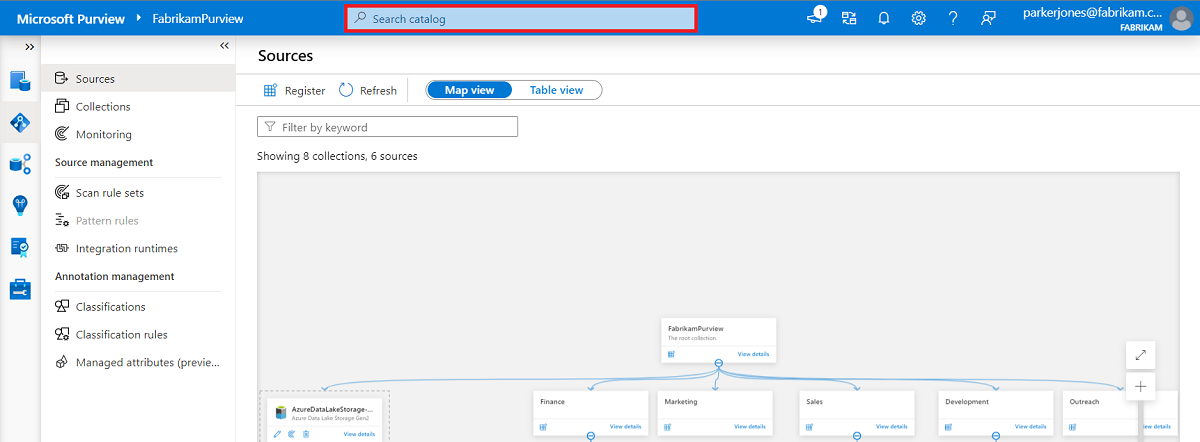 Microsoft Purview FabrikamPurview Search catalog 1 parkerjones@fabrikam.c...
FABRIKAM
Sources
Collections
Monitoring
Source management
Scan rule sets
Pattern rules
Integration runtimes
Annotation management
Classifications
Classification rules
Managed attributes (previe...
Sources
Register Refresh Map view Table view
Filter by keyword
Showing 8 collections, 6 sources
FabrikamPurview
The root collection.
View details
AzureDataLakeStorage-...
Azure Data Lake Storage Gen2
View details
Finance
View details
Marketing
View details
Sales
View details
Development
View details
Outreach
View details